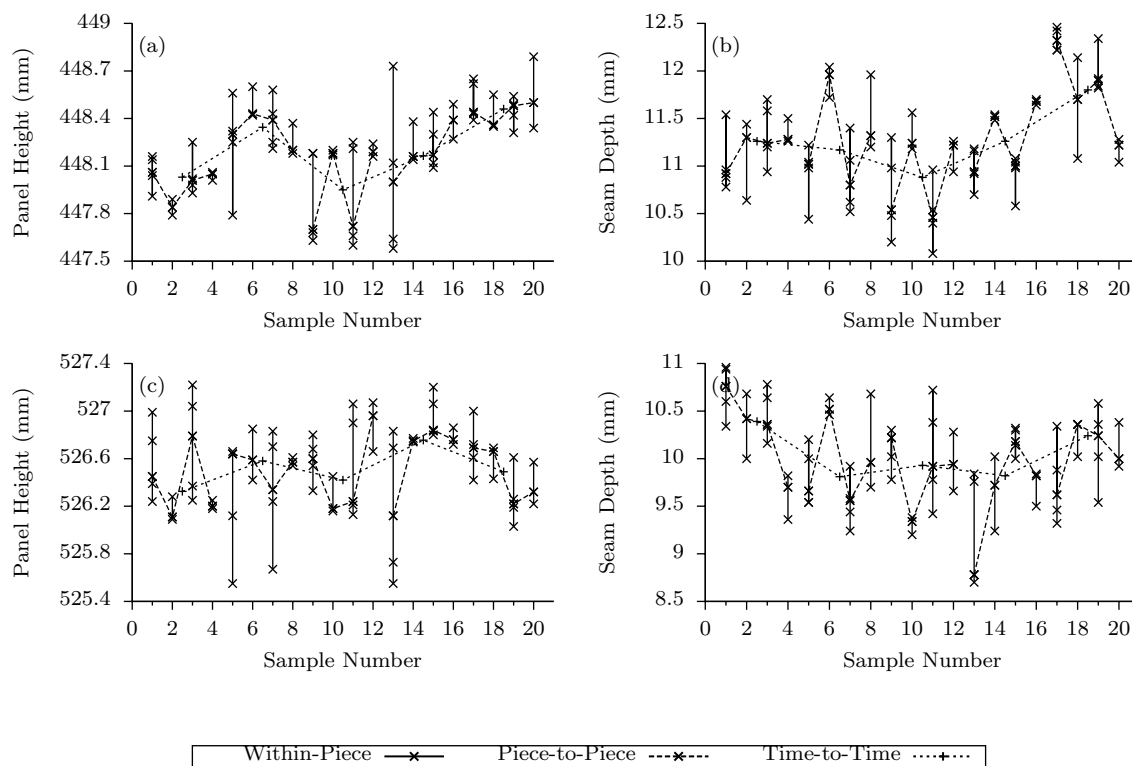 449
448.7
448.4
448.1
447.8
447.5
0 2 4 6 8 10 12 14 16 18 20
Panel Height (mm)
Sample Number
(a)
12.5
12
11.5
11
10.5
10
0 2 4 6 8 10 12 14 16 18 20
Seam Depth (mm)
Sample Number
(b)
527.4
527
526.6
526.2
525.8
525.4
0 2 4 6 8 10 12 14 16 18 20
Panel Height (mm)
Sample Number
(c)
11
10.5
10
9.5
9
8.5
0 2 4 6 8 10 12 14 16 18 20
Seam Depth (mm)
Sample Number
(d)
Within-Piece Piece-to-Piece Time-to-Time